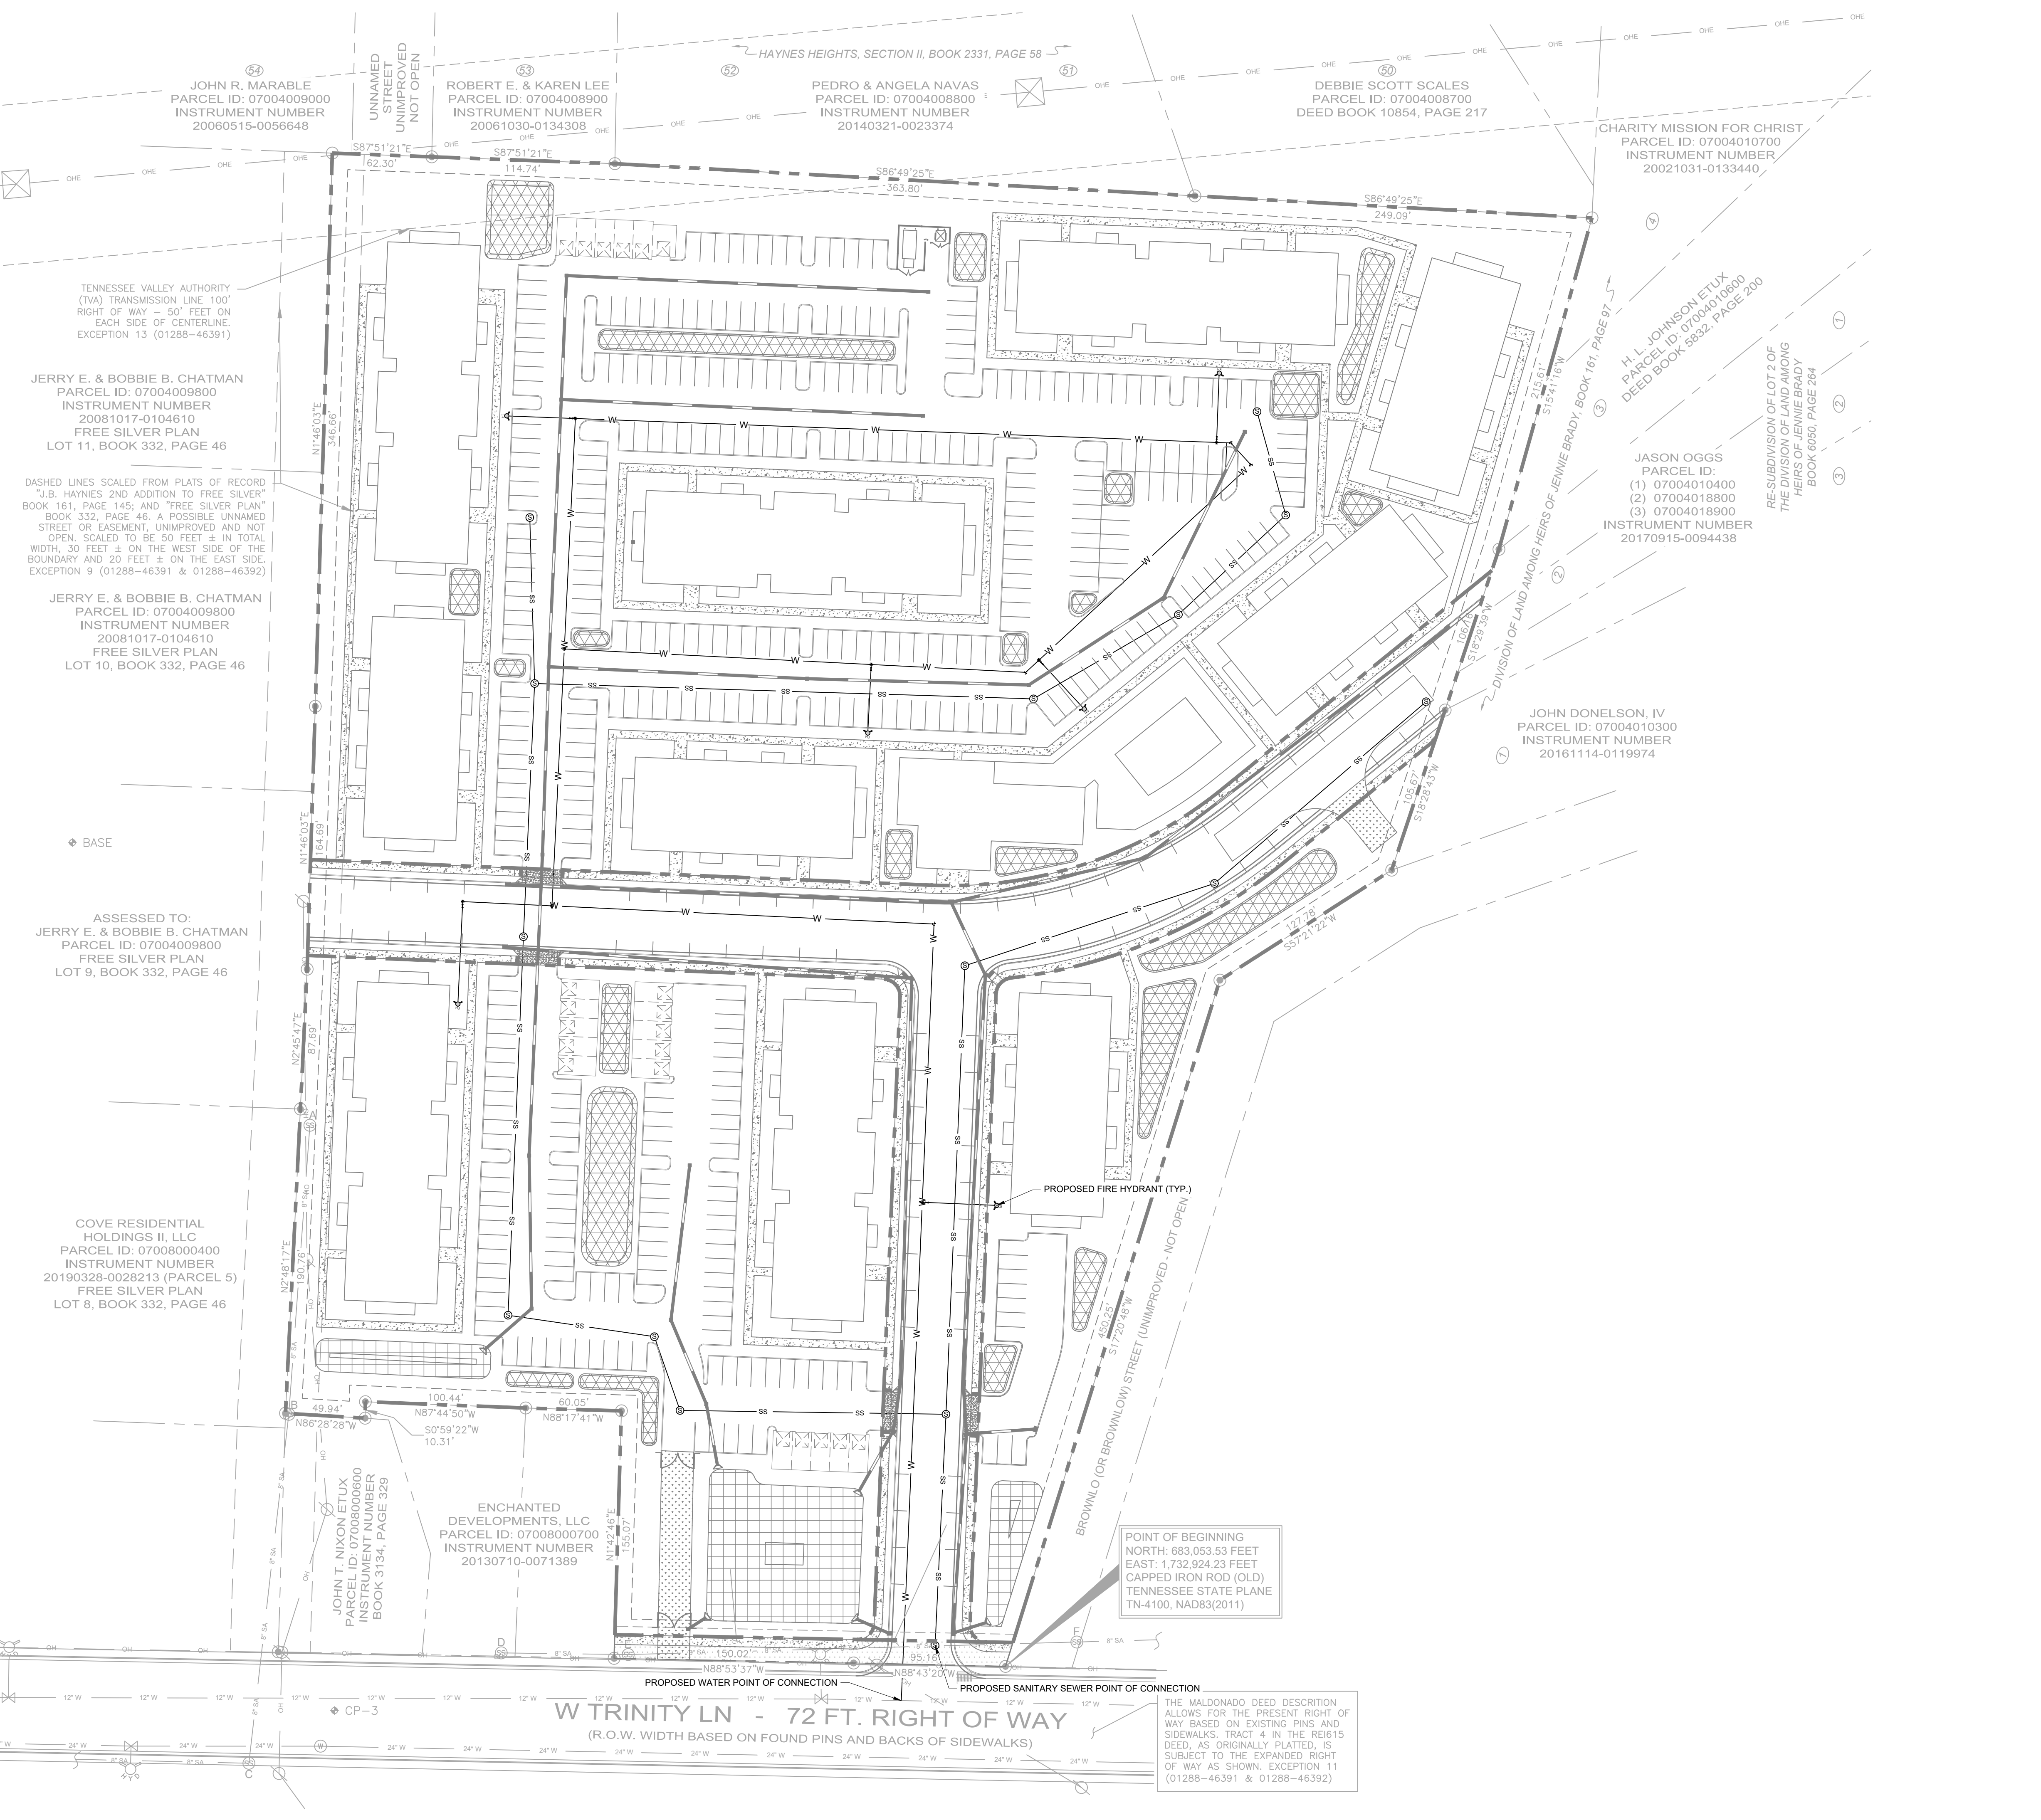 HAYNES HEIGHTS, SECTION II, BOOK 2331, PAGE 58
54
JOHN R. MARABLE
PARCEL ID: 07004009000
INSTRUMENT NUMBER
20060515-0056648
UNNAMED
STREET
UNIMPROVED
NOT OPEN
53
ROBERT E. & KAREN LEE
PARCEL ID: 07004008900
INSTRUMENT NUMBER
20061030-0134308
52
PEDRO & ANGELA NAVAS
PARCEL ID: 07004008800
INSTRUMENT NUMBER
20140321-0023374
51
50
DEBBIE SCOTT SCALES
PARCEL ID: 07004008700
DEED BOOK 10854, PAGE 217
CHARITY MISSION FOR CHRIST
PARCEL ID: 07004010700
INSTRUMENT NUMBER
20021031-0133440
S87°51'21"E
62.30'
S87°51'21"E
114.74'
S86°49'25"E
363.80'
S86°49'25"E
249.09'
4
TENNESSEE VALLEY AUTHORITY
(TVA) TRANSMISSION LINE 100'
RIGHT OF WAY – 50' FEET ON
EACH SIDE OF CENTERLINE.
EXCEPTION 13 (01288–46391)
JERRY E. & BOBBIE B. CHATMAN
PARCEL ID: 07004009800
INSTRUMENT NUMBER
20081017-0104610
FREE SILVER PLAN
LOT 11, BOOK 332, PAGE 46
N1°46'03"E
346.66'
DASHED LINES SCALED FROM PLATS OF RECORD
"J.B. HAYNIES 2ND ADDITION TO FREE SILVER"
BOOK 161, PAGE 145; AND "FREE SILVER PLAN"
BOOK 332, PAGE 46. A POSSIBLE UNNAMED
STREET OR EASEMENT, UNIMPROVED AND NOT
OPEN. SCALED TO BE 50 FEET ± IN TOTAL
WIDTH, 30 FEET ± ON THE WEST SIDE OF THE
BOUNDARY AND 20 FEET ± ON THE EAST SIDE.
EXCEPTION 9 (01288–46391 & 01288–46392)
JERRY E. & BOBBIE B. CHATMAN
PARCEL ID: 07004009800
INSTRUMENT NUMBER
20081017-0104610
FREE SILVER PLAN
LOT 10, BOOK 332, PAGE 46
H. L. JOHNSON ETUX
PARCEL ID: 07004010600
DEED BOOK 5832, PAGE 200
3
215.61'
S15°41'16"W
DIVISION OF LAND AMONG HEIRS OF JENNIE BRADY, BOOK 161, PAGE 97
RE-SUBDIVISION OF LOT 2 OF
THE DIVISION OF LAND AMONG
HEIRS OF JENNIE BRADY
BOOK 6050, PAGE 264
1
2
3
JASON OGGS
PARCEL ID:
(1) 07004010400
(2) 07004018800
(3) 07004018900
INSTRUMENT NUMBER
20170915-0094438
2
S18°29'39"W
JOHN DONELSON, IV
PARCEL ID: 07004010300
INSTRUMENT NUMBER
20161114-0119974
1
105.67'
S18°28'43"W
127.78'
S57°21'22"W
BASE
N1°46'03"E
164.69'
ASSESSED TO:
JERRY E. & BOBBIE B. CHATMAN
PARCEL ID: 07004009800
FREE SILVER PLAN
LOT 9, BOOK 332, PAGE 46
N2°45'47"E
87.69'
A
SS
PROPOSED FIRE HYDRANT (TYP.)
COVE RESIDENTIAL
HOLDINGS II, LLC
PARCEL ID: 07008000400
INSTRUMENT NUMBER
20190328-0028213 (PARCEL 5)
FREE SILVER PLAN
LOT 8, BOOK 332, PAGE 46
N2°48'17"E
190.76'
8" SA
450.25'
S17°20'48"W
BROWNLO (OR BROWNLOW) STREET (UNIMPROVED - NOT OPEN)
B
49.94'
N86°28'28"W
100.44'
N87°44'50"W
60.05'
N88°17'41"W
S0°59'22"W
10.31'
JOHN T. NIXON ETUX
PARCEL ID: 07008000600
INSTRUMENT NUMBER
BOOK 3134, PAGE 329
ENCHANTED
DEVELOPMENTS, LLC
PARCEL ID: 07008000700
INSTRUMENT NUMBER
20130710-0071389
N1°42'46"E
155.07'
POINT OF BEGINNING
NORTH: 683,053.53 FEET
EAST: 1,732,924.23 FEET
CAPPED IRON ROD (OLD)
TENNESSEE STATE PLANE
TN-4100, NAD83(2011)
D
E
F
150.02'
N88°53'37"W
95.16'
N88°43'20"W
PROPOSED WATER POINT OF CONNECTION
PROPOSED SANITARY SEWER POINT OF CONNECTION
12" W
CP–3
W TRINITY LN - 72 FT. RIGHT OF WAY
(R.O.W. WIDTH BASED ON FOUND PINS AND BACKS OF SIDEWALKS)
24" W
8" SA
C
HYD
THE MALDONADO DEED DESCRITION
ALLOWS FOR THE PRESENT RIGHT OF
WAY BASED ON EXISTING PINS AND
SIDEWALKS. TRACT 4 IN THE REI615
DEED, AS ORIGINALLY PLATTED, IS
SUBJECT TO THE EXPANDED RIGHT
OF WAY AS SHOWN. EXCEPTION 11
(01288–46391 & 01288–46392)